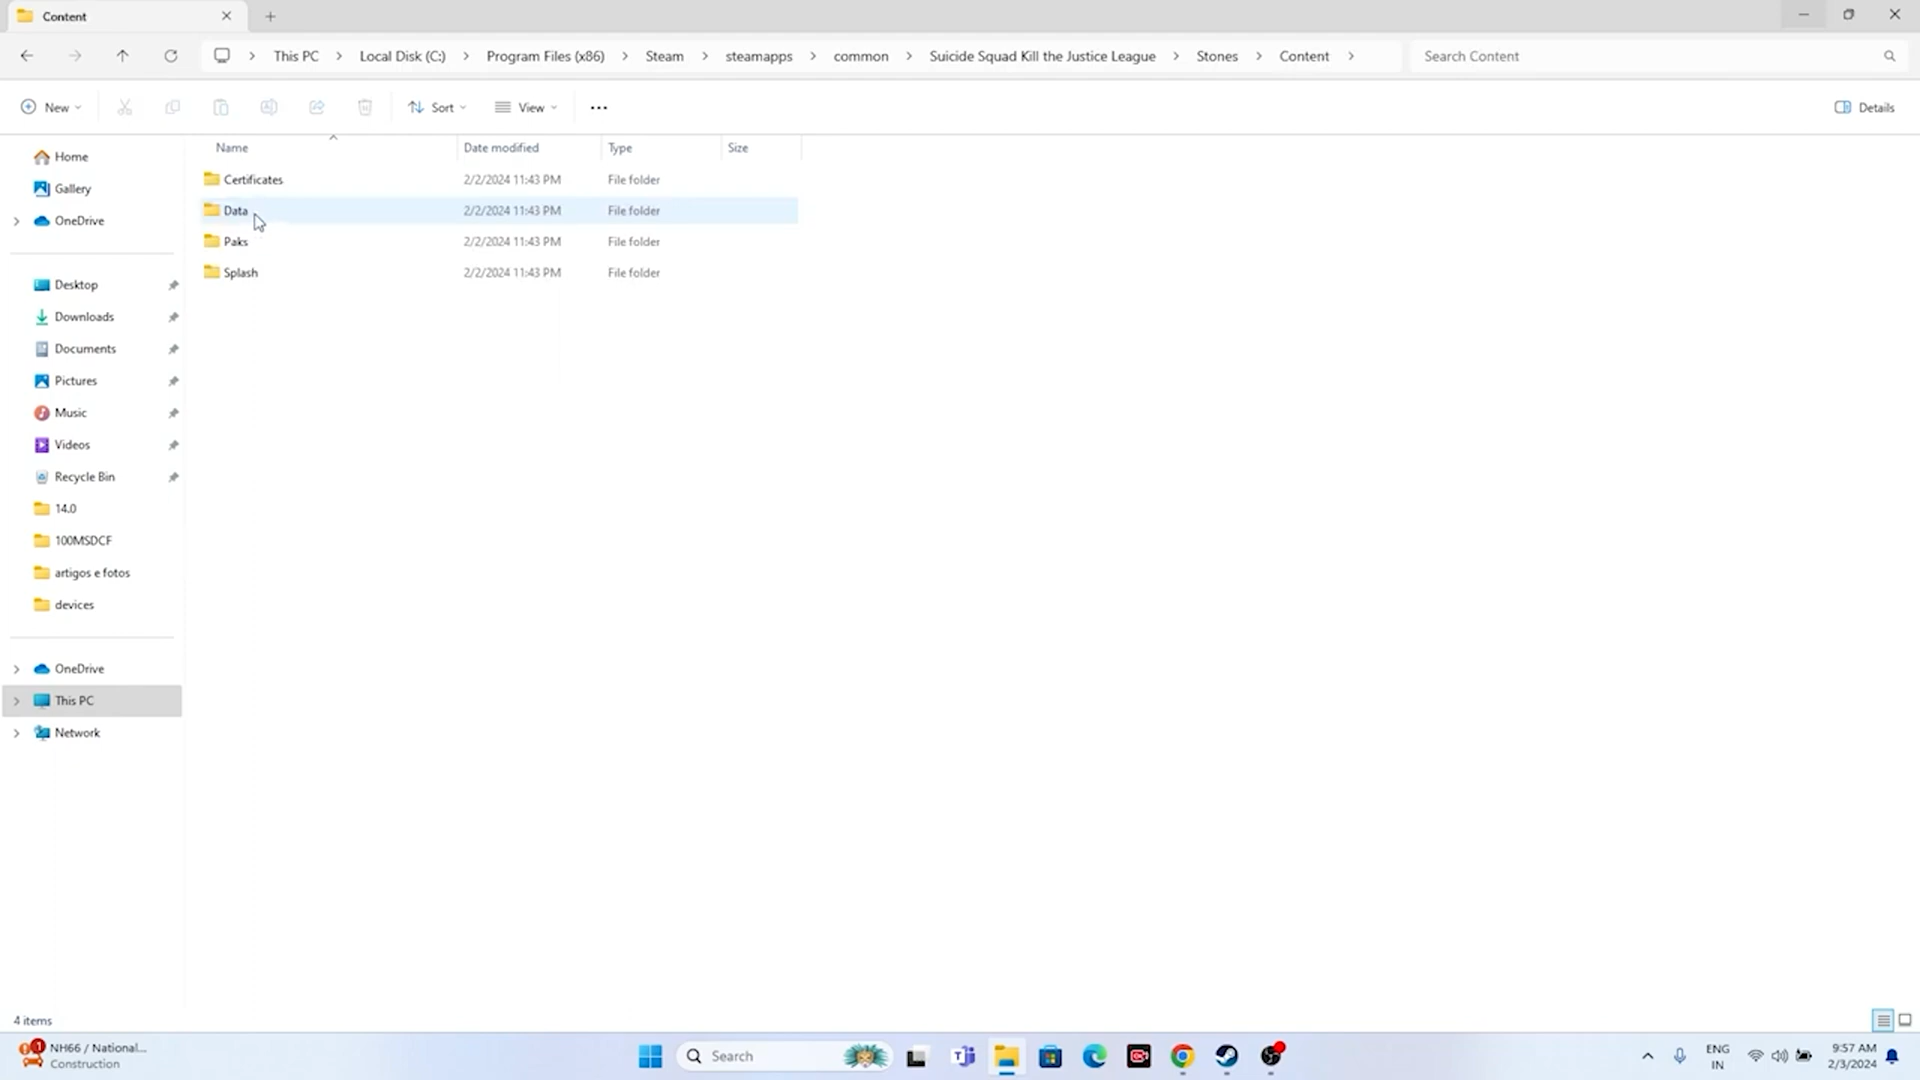 Content
This PC Local Disk (C:) Program Files (x86) Steam steamapps common Suicide Squad Kill the Justice League Stones Content Search Content
New Sort View Details
Name Date modified Type Size
Certificates 2/2/2024 11:43 PM File folder
Data 2/2/2024 11:43 PM File folder
Paks 2/2/2024 11:43 PM File folder
Splash 2/2/2024 11:43 PM File folder
Home
Gallery
OneDrive
Desktop
Downloads
Documents
Pictures
Music
Videos
Recycle Bin
14.0
100MSDCF
artigos e fotos
devices
OneDrive
This PC
Network
4 items
1 NH66 / National...
Construction
Search
ENG
IN
9:57 AM
2/3/2024